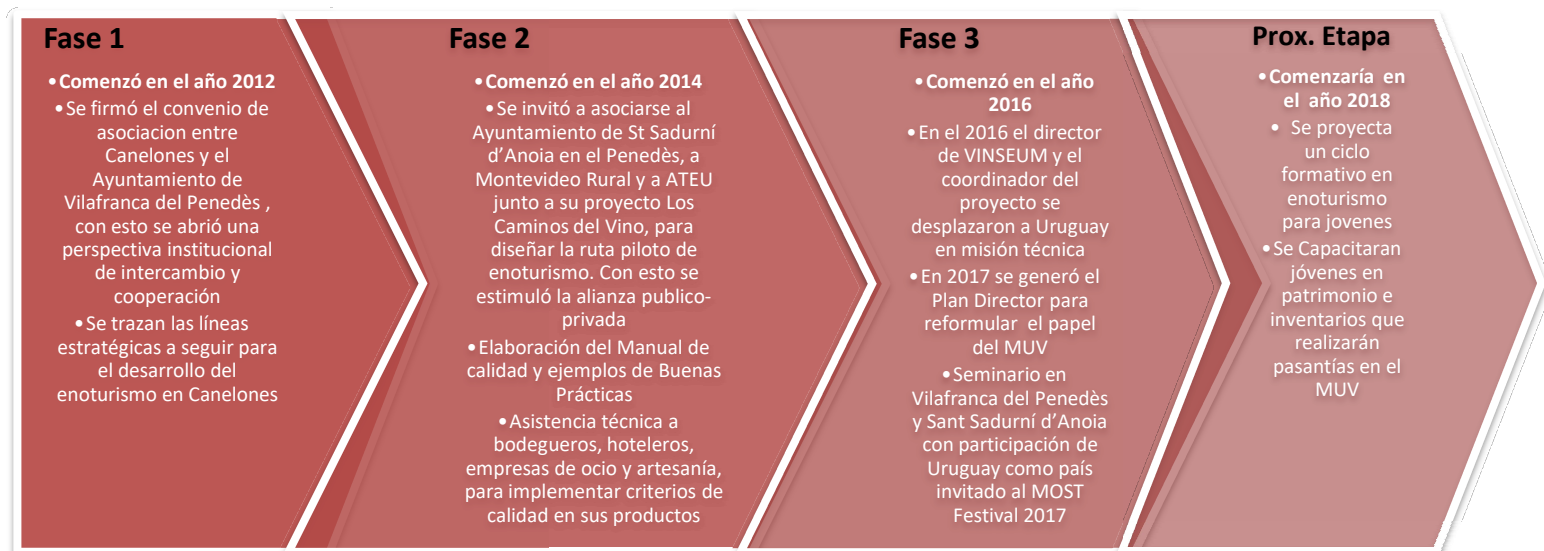 Fase 1
•Comenzó en el año 2012
•Se firmó el convenio de
asociacion entre
Canelones y el
Ayuntamiento de
Vilafranca del Penedès ,
con esto se abrió una
perspectiva institucional
de intercambio y
cooperación
•Se trazan las líneas
estratégicas a seguir para
el desarrollo del
enoturismo en Canelones
Fase 2
•Comenzó en el año 2014
•Se invitó a asociarse al
Ayuntamiento de St Sadurní
d’Anoia en el Penedès, a
Montevideo Rural y a ATEU
junto a su proyecto Los
Caminos del Vino, para
diseñar la ruta piloto de
enoturismo. Con esto se
estimuló la alianza publico-
privada
•Elaboración del Manual de
calidad y ejemplos de Buenas
Prácticas
•Asistencia técnica a
bodegueros, hoteleros,
empresas de ocio y artesanía,
para implementar criterios de
calidad en sus productos
Fase 3
•Comenzó en el año
2016
•En el 2016 el director
de VINSEUM y el
coordinador del
proyecto se
desplazaron a Uruguay
en misión técnica
•En 2017 se generó el
Plan Director para
reformular el papel
del MUV
•Seminario en
Vilafranca del Penedès
y Sant Sadurní d’Anoia
con participación de
Uruguay como país
invitado al MOST
Festival 2017
Prox. Etapa
•Comenzaría en
el año 2018
• Se proyecta
un ciclo
formativo en
enoturismo
para jovenes
•Se Capacitaran
jóvenes en
patrimonio e
inventarios que
realizarán
pasantías en el
MUV